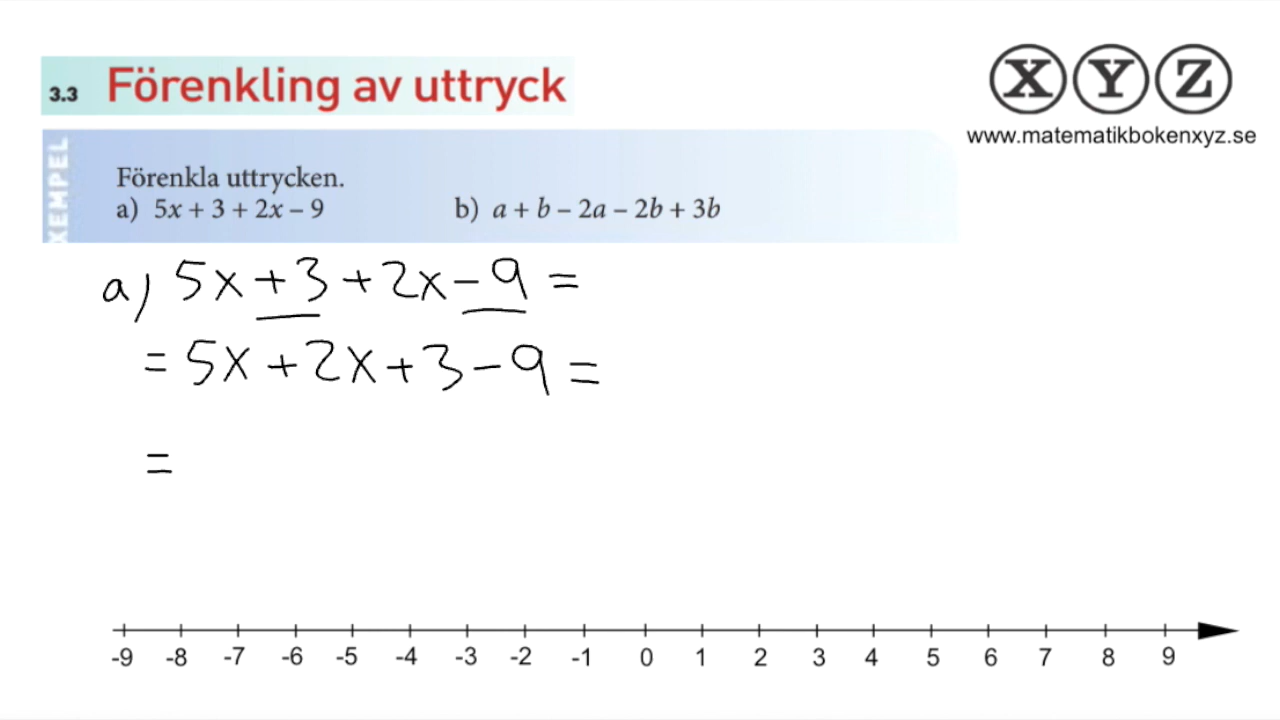 3.3 Förenkling av uttryck
X Y Z
www.matematikbokenxyz.se
XEMPEL
Förenkla uttrycken.
a) 5x + 3 + 2x – 9 b) a + b – 2a – 2b + 3b
a) 5x + 3 + 2x – 9 =
= 5x + 2x + 3 – 9 =
=
-9 -8 -7 -6 -5 -4 -3 -2 -1 0 1 2 3 4 5 6 7 8 9